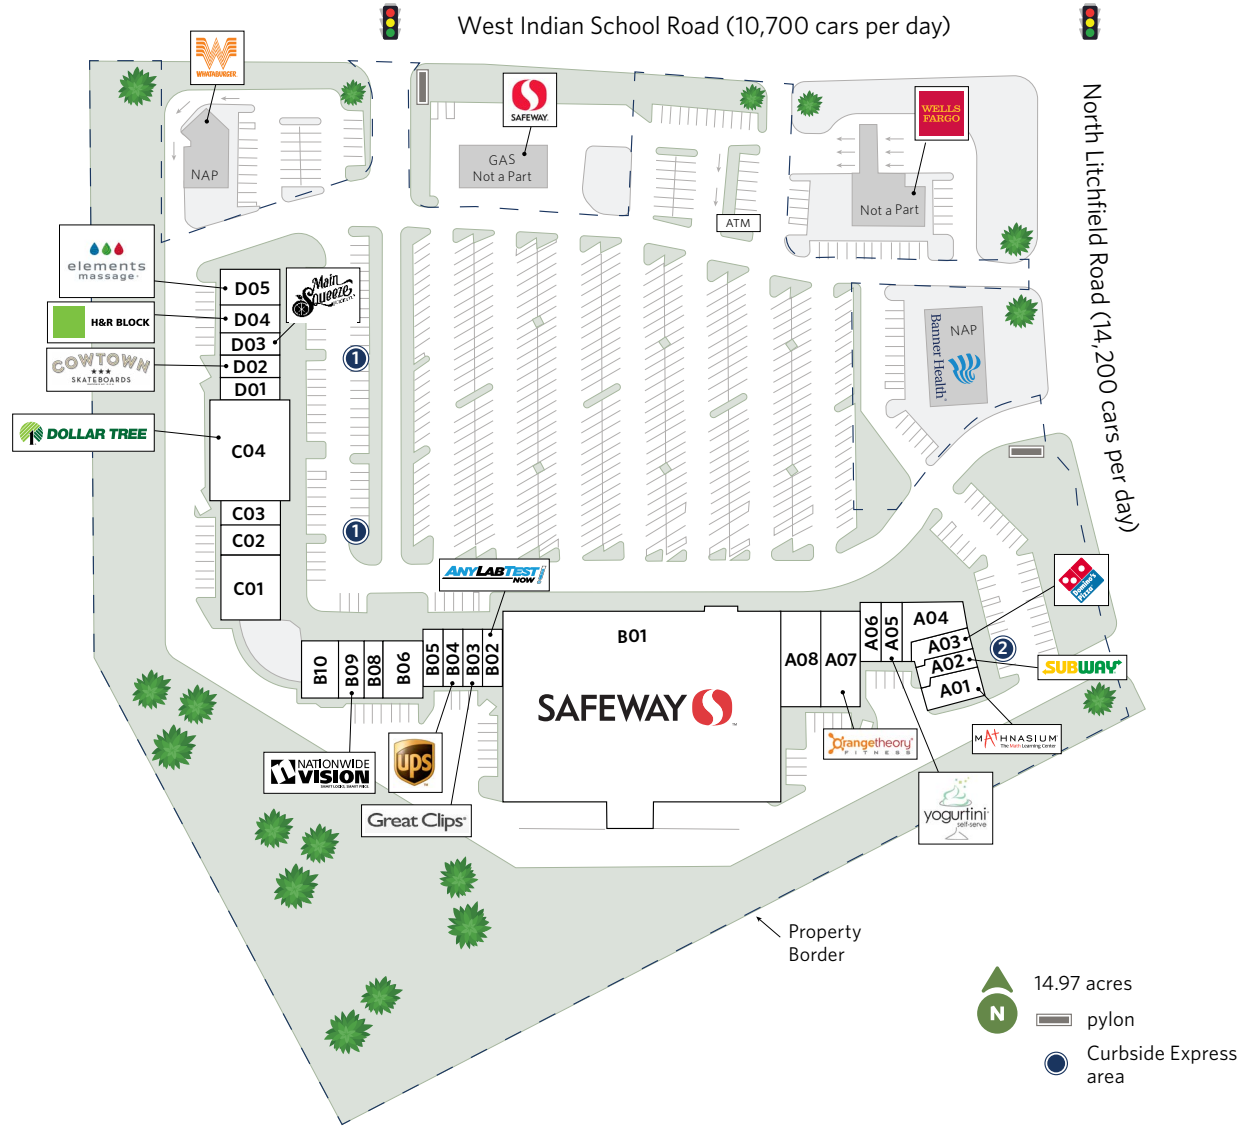 West Indian School Road (10,700 cars per day)
North Litchfield Road (14,200 cars per day)
WHATABURGER
NAP
SAFEWAY
GAS
Not a Part
ATM
WELLS
FARGO
Not a Part
NAP
Banner Health
elements
massage
H&R BLOCK
COWTOWN
SKATEBOARDS
DOLLAR TREE
Main
Squeeze
D05
D04
D03
D02
D01
C04
C03
C02
C01
1
1
2
ANYLABTEST
NOW!
B10
B09
B08
B06
B05
B04
B03
B02
B01
SAFEWAY
A08
A07
A06
A05
A04
A03
A02
A01
Domino's
Pizza
SUBWAY
MATHNASIUM
The Math Learning Center
orangetheory
FITNESS
yogurtini
self-serve
NATIONWIDE
VISION
SMART LOOKS. SMART PRICE.
ups
Great Clips
Property
Border
N
14.97 acres
pylon
Curbside Express
area